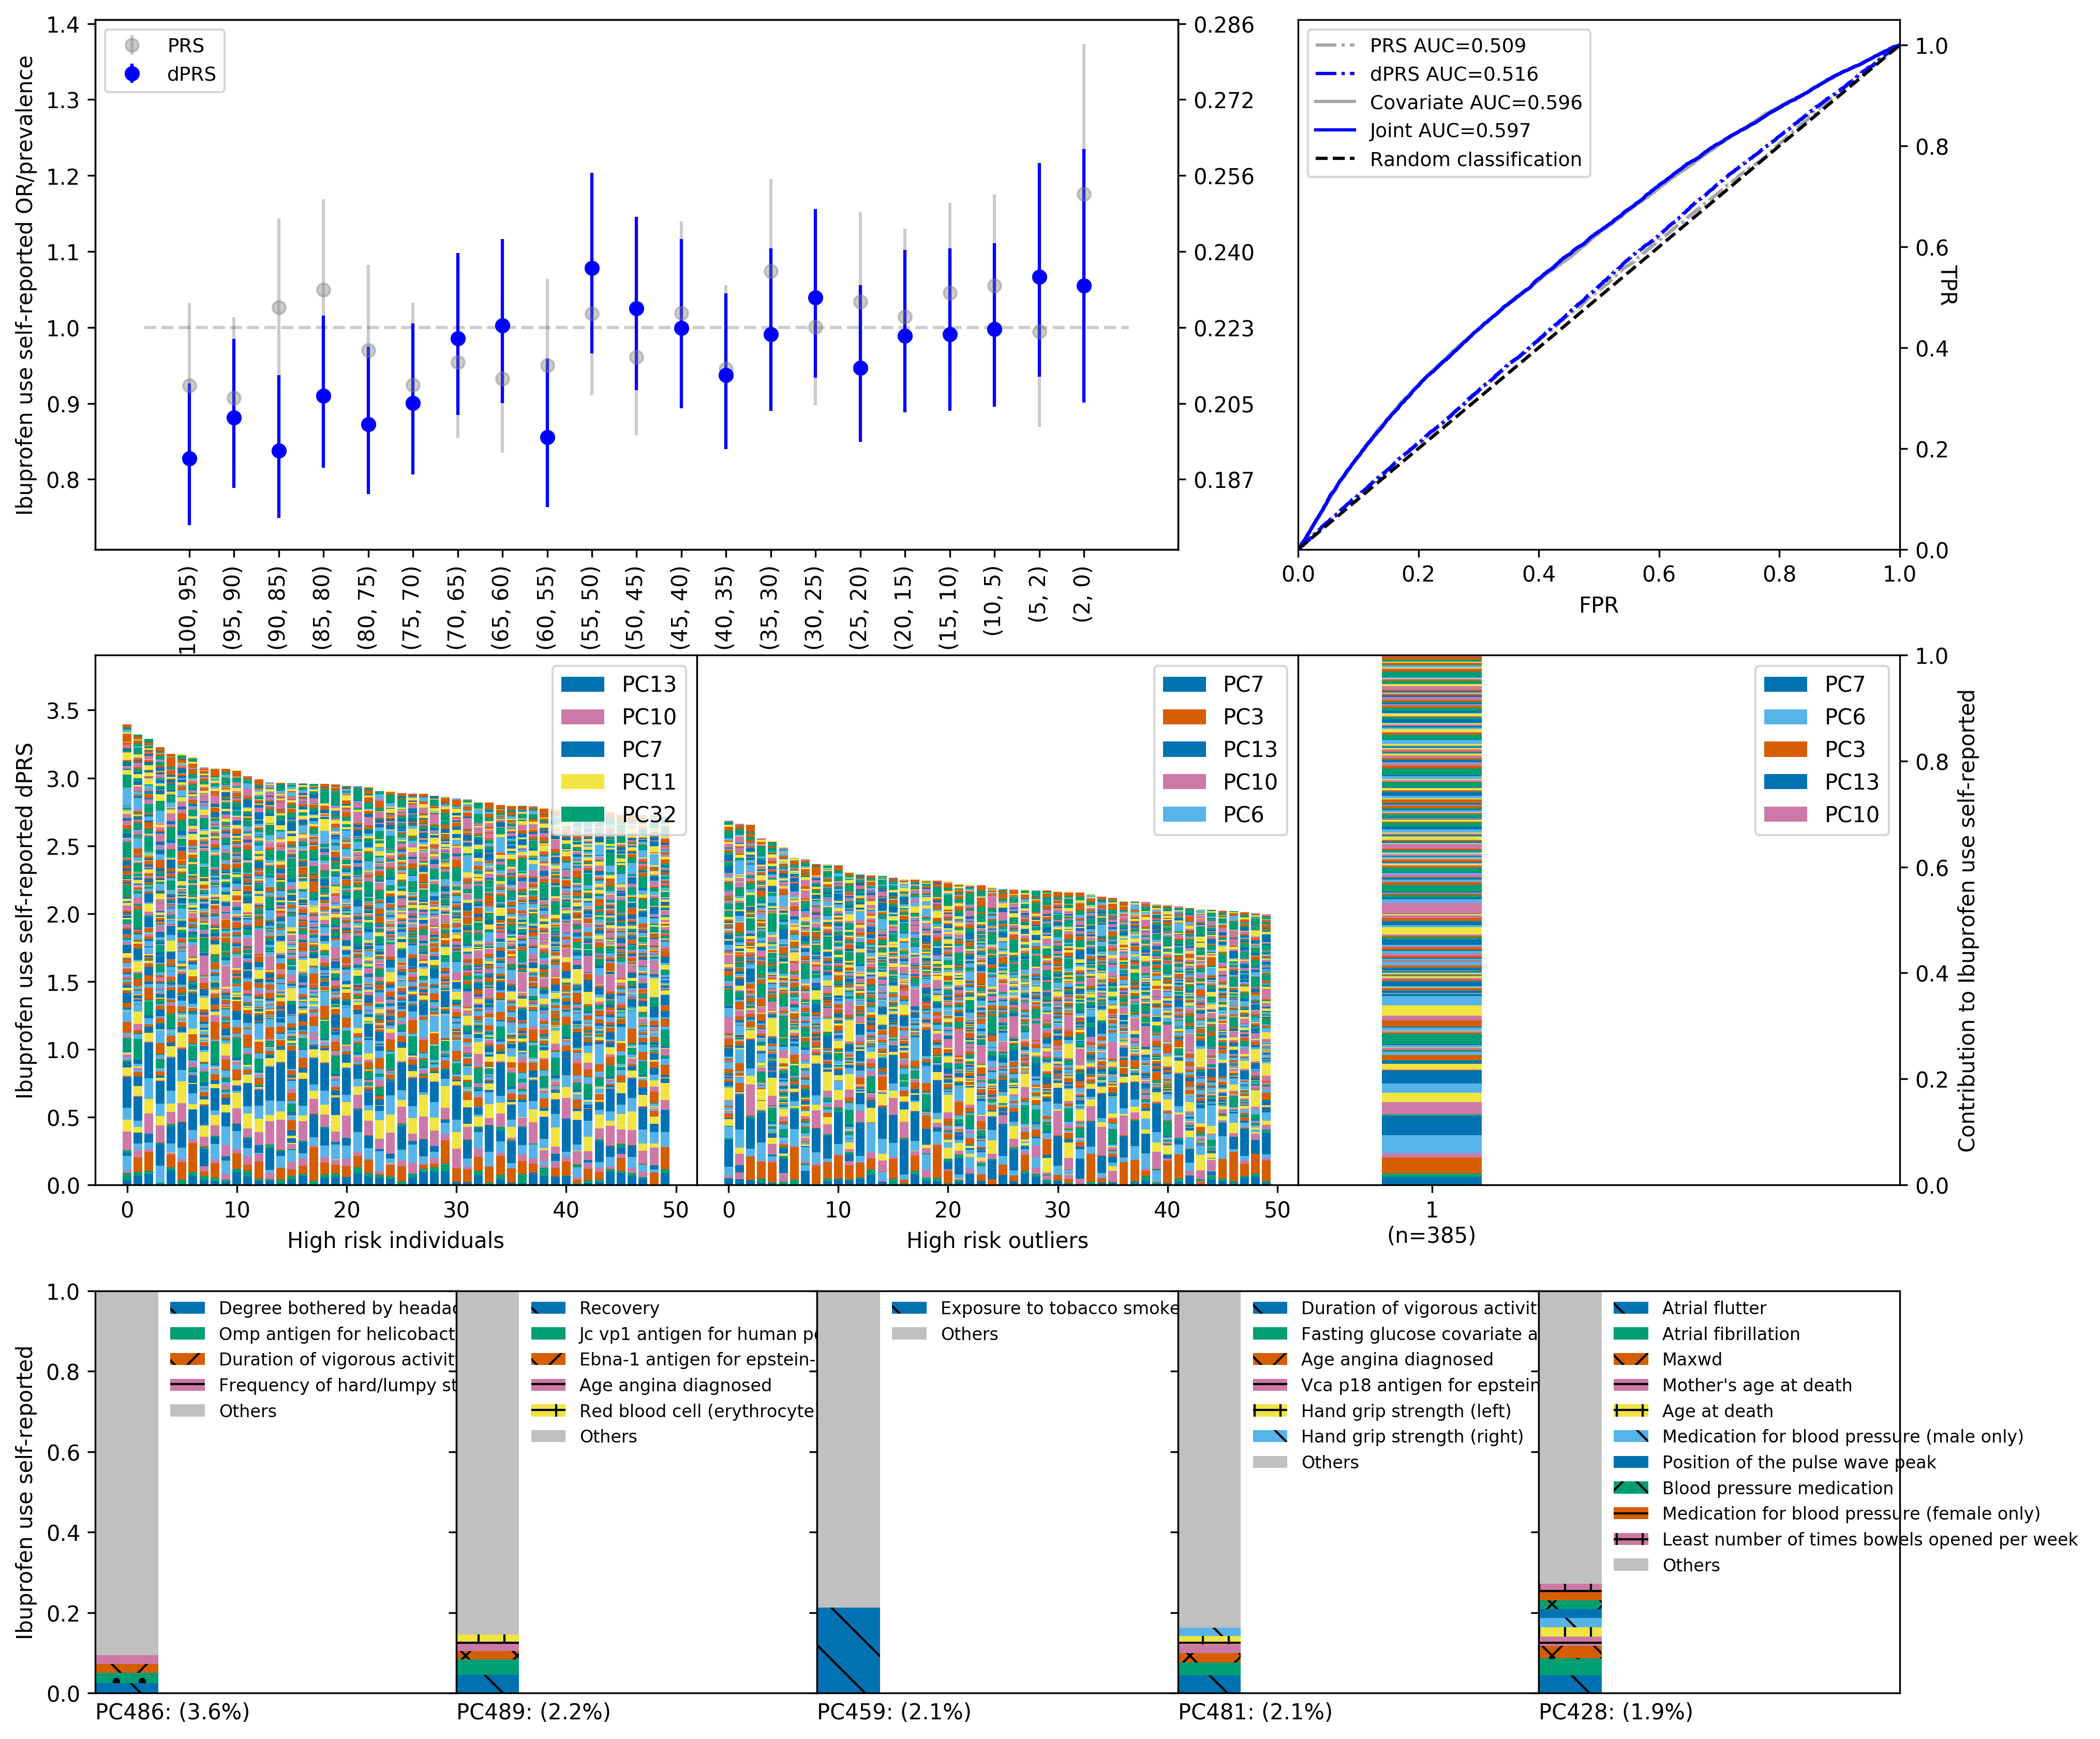 Ibuprofen use self-reported OR/prevalence
1.4
1.3
1.2
1.1
1.0
0.9
0.8
PRS
dPRS
0.286
0.272
0.256
0.240
0.223
0.205
0.187
100, 95)
(95, 90)
(90, 85)
(85, 80)
(80, 75)
(75, 70)
(70, 65)
(65, 60)
(60, 55)
(55, 50)
(50, 45)
(45, 40)
(40, 35)
(35, 30)
(30, 25)
(25, 20)
(20, 15)
(15, 10)
(10, 5)
(5, 2)
(2, 0)
PRS AUC=0.509
dPRS AUC=0.516
Covariate AUC=0.596
Joint AUC=0.597
Random classification
1.0
0.8
0.6
0.4
0.2
0.0
TPR
0.0
0.2
0.4
0.6
0.8
1.0
FPR
Ibuprofen use self-reported dPRS
3.5
3.0
2.5
2.0
1.5
1.0
0.5
0.0
PC13
PC10
PC7
PC11
PC32
0
10
20
30
40
50
High risk individuals
PC7
PC3
PC13
PC10
PC6
0
10
20
30
40
50
High risk outliers
PC7
PC6
PC3
PC13
PC10
1
(n=385)
1.0
0.8
0.6
0.4
0.2
0.0
Contribution to Ibuprofen use self-reported
Ibuprofen use self-reported
1.0
0.8
0.6
0.4
0.2
0.0
Degree bothered by headac
Omp antigen for helicobact
Duration of vigorous activit
Frequency of hard/lumpy st
Others
PC486: (3.6%)
Recovery
Jc vp1 antigen for human po
Ebna-1 antigen for epstein-
Age angina diagnosed
Red blood cell (erythrocyte
Others
PC489: (2.2%)
Exposure to tobacco smoke
Others
PC459: (2.1%)
Duration of vigorous activit
Fasting glucose covariate a
Age angina diagnosed
Vca p18 antigen for epstein
Hand grip strength (left)
Hand grip strength (right)
Others
PC481: (2.1%)
Atrial flutter
Atrial fibrillation
Maxwd
Mother's age at death
Age at death
Medication for blood pressure (male only)
Position of the pulse wave peak
Blood pressure medication
Medication for blood pressure (female only)
Least number of times bowels opened per week
Others
PC428: (1.9%)